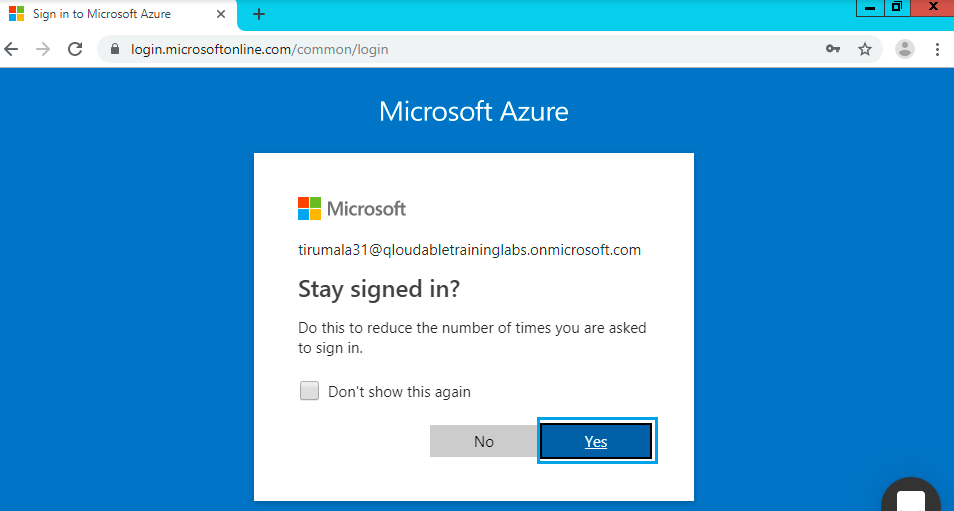 Sign in to Microsoft Azure
login.microsoftonline.com/common/login
Microsoft Azure
Microsoft
tirumala31@qloudabletraininglabs.onmicrosoft.com
Stay signed in?
Do this to reduce the number of times you are asked
to sign in.
Don't show this again
No
Yes